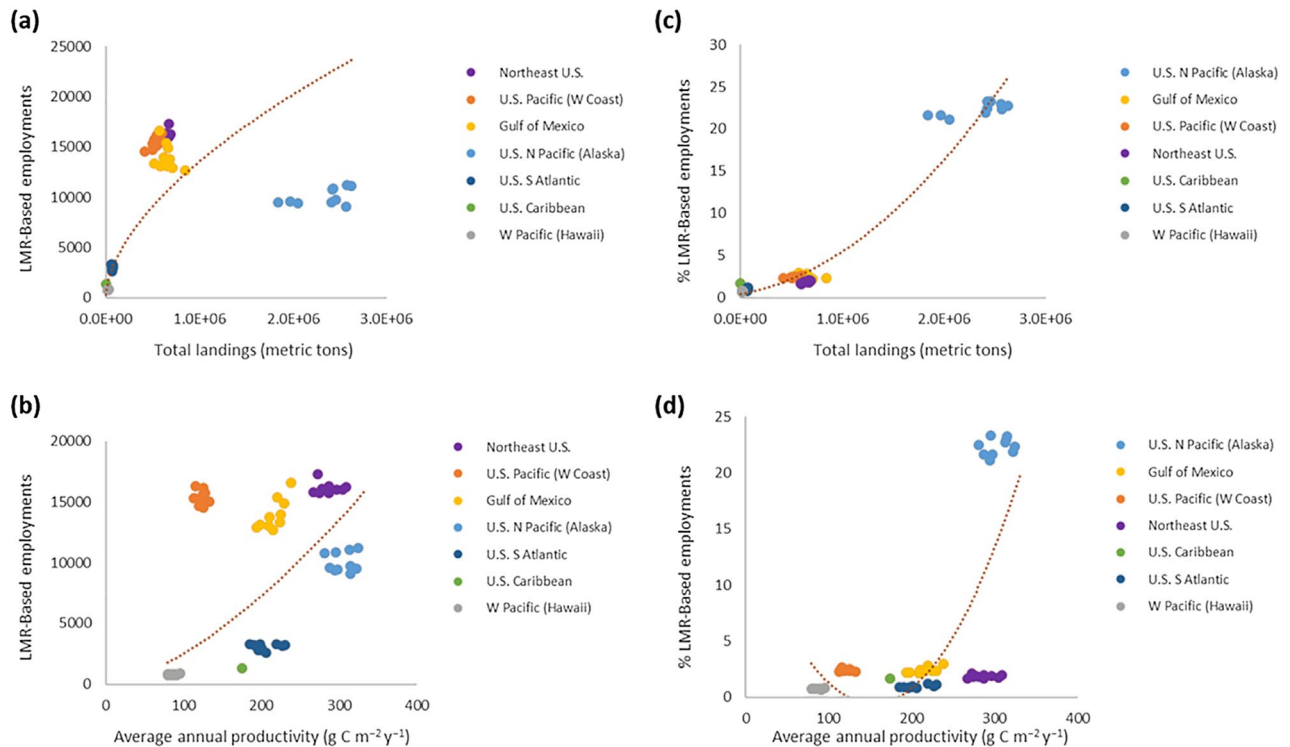 (a)
LMR-Based employments
25000
20000
15000
10000
5000
0
0.0E+00 1.0E+06 2.0E+06 3.0E+06
Total landings (metric tons)
Northeast U.S.
U.S. Pacific (W Coast)
Gulf of Mexico
U.S. N Pacific (Alaska)
U.S. S Atlantic
U.S. Caribbean
W Pacific (Hawaii)
(c)
% LMR-Based employments
30
25
20
15
10
5
0
0.0E+00 1.0E+06 2.0E+06 3.0E+06
Total landings (metric tons)
U.S. N Pacific (Alaska)
Gulf of Mexico
U.S. Pacific (W Coast)
Northeast U.S.
U.S. Caribbean
U.S. S Atlantic
W Pacific (Hawaii)
(b)
LMR-Based employments
20000
15000
10000
5000
0
0 100 200 300 400
Average annual productivity (g C m⁻² y⁻¹)
Northeast U.S.
U.S. Pacific (W Coast)
Gulf of Mexico
U.S. N Pacific (Alaska)
U.S. S Atlantic
U.S. Caribbean
W Pacific (Hawaii)
(d)
% LMR-Based employments
25
20
15
10
5
0
0 100 200 300 400
Average annual productivity (g C m⁻² y⁻¹)
U.S. N Pacific (Alaska)
Gulf of Mexico
U.S. Pacific (W Coast)
Northeast U.S.
U.S. Caribbean
U.S. S Atlantic
W Pacific (Hawaii)